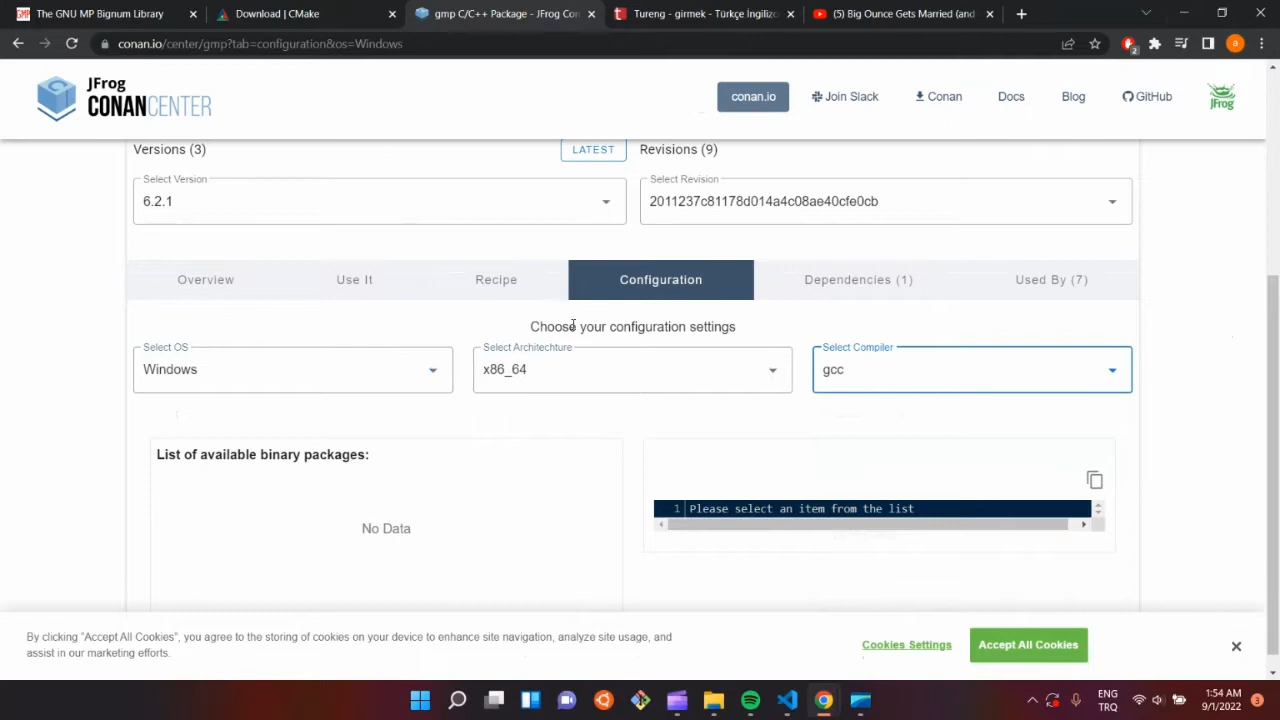 The GNU MP Bignum Library
Download | CMake
gmp C/C++ Package - JFrog Con
Tureng - girmek - Türkçe İngilizc
(5) Big Ounce Gets Married (and
conan.io/center/gmp?tab=configuration&os=Windows
2
a
JFrog
CONANCENTER
conan.io
Join Slack
Conan
Docs
Blog
GitHub
JFrog
Versions (3)
LATEST
Revisions (9)
Select Version
6.2.1
Select Revision
2011237c81178d014a4c08ae40cfe0cb
Overview
Use It
Recipe
Configuration
Dependencies (1)
Used By (7)
Choose your configuration settings
Select OS
Windows
Select Architechture
x86_64
Select Compiler
gcc
List of available binary packages:
No Data
1 Please select an item from the list
By clicking "Accept All Cookies", you agree to the storing of cookies on your device to enhance site navigation, analyze site usage, and
assist in our marketing efforts.
Cookies Settings
Accept All Cookies
ENG
TRQ
1:54 AM
9/1/2022
3